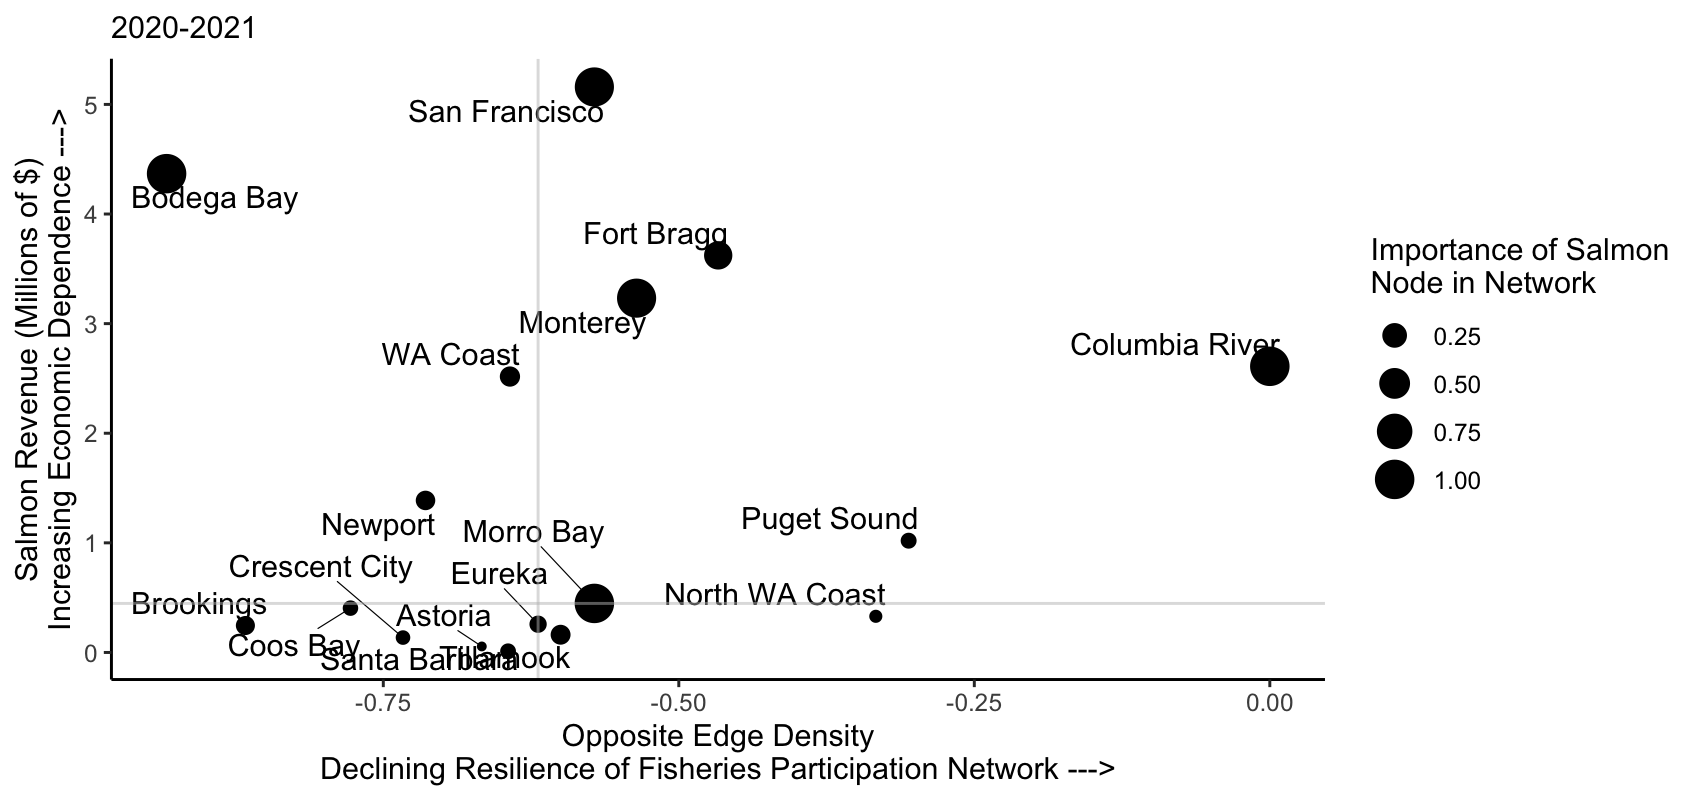 2020-2021
Salmon Revenue (Millions of $)
Increasing Economic Dependence ---->
5
4
3
2
1
0
San Francisco
Bodega Bay
Fort Bragg
Monterey
WA Coast
Columbia River
Newport
Morro Bay
Puget Sound
Crescent City
Eureka
North WA Coast
Brookings
Astoria
Coos Bay
Santa Barbara
Tillamook
-0.75
-0.50
-0.25
0.00
Opposite Edge Density
Declining Resilience of Fisheries Participation Network --->
Importance of Salmon
Node in Network
0.25
0.50
0.75
1.00